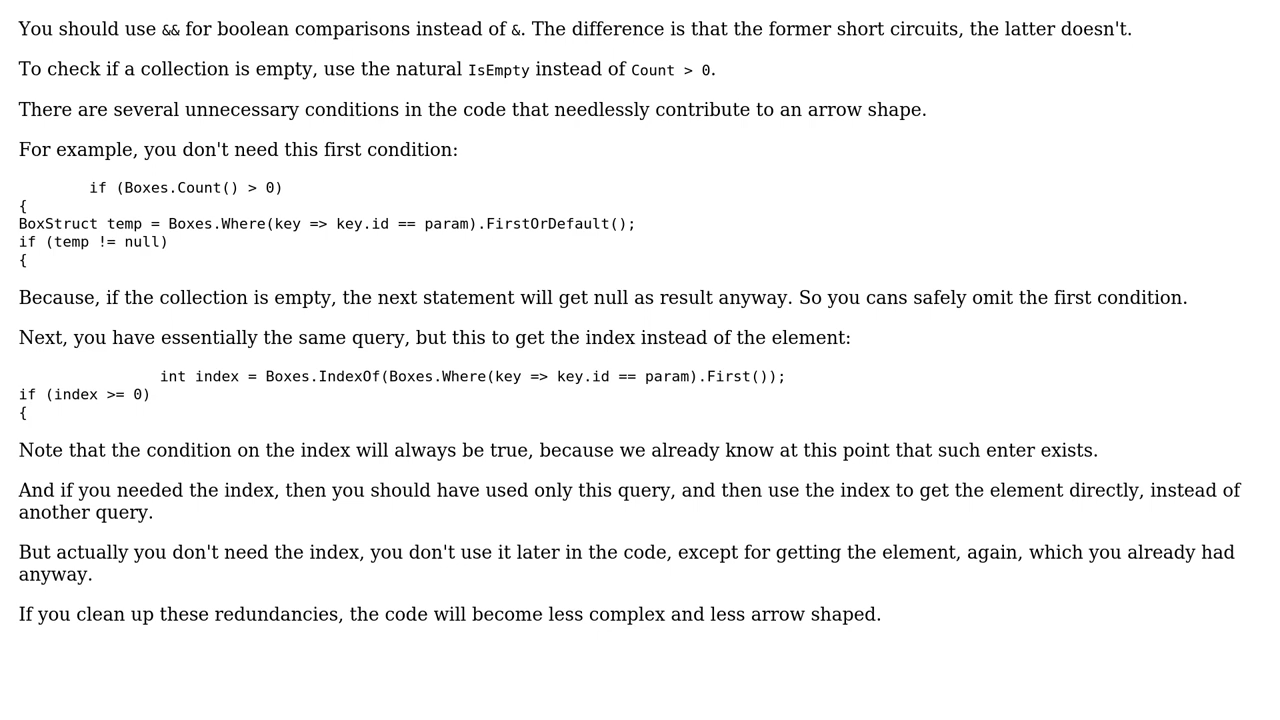 You should use && for boolean comparisons instead of &. The difference is that the former short circuits, the latter doesn't.
To check if a collection is empty, use the natural IsEmpty instead of Count > 0.
There are several unnecessary conditions in the code that needlessly contribute to an arrow shape.
For example, you don't need this first condition:
if (Boxes.Count() > 0)
{
BoxStruct temp = Boxes.Where(key => key.id == param).FirstOrDefault();
if (temp != null)
{
Because, if the collection is empty, the next statement will get null as result anyway. So you cans safely omit the first condition.
Next, you have essentially the same query, but this to get the index instead of the element:
int index = Boxes.IndexOf(Boxes.Where(key => key.id == param).First());
if (index >= 0)
{
Note that the condition on the index will always be true, because we already know at this point that such enter exists.
And if you needed the index, then you should have used only this query, and then use the index to get the element directly, instead of
another query.
But actually you don't need the index, you don't use it later in the code, except for getting the element, again, which you already had
anyway.
If you clean up these redundancies, the code will become less complex and less arrow shaped.